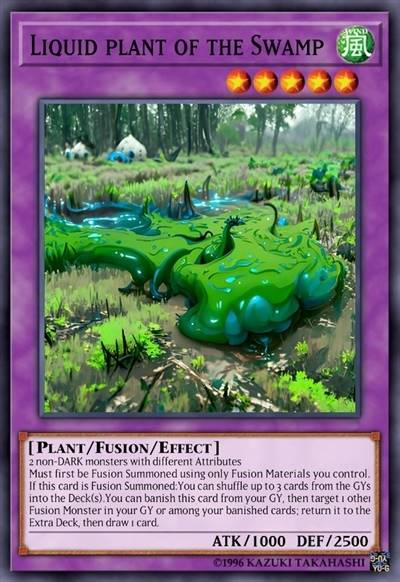 LIQUID PLANT OF THE SWAMP
WIND
風
[ PLANT/FUSION/EFFECT ]
2 non-DARK monsters with different Attributes
Must first be Fusion Summoned using only Fusion Materials you control.
If this card is Fusion Summoned:You can shuffle up to 3 cards from the GYs
into the Deck(s).You can banish this card from your GY, then target 1 other
Fusion Monster in your GY or among your banished cards; return it to the
Extra Deck, then draw 1 card.
ATK/1000 DEF/2500
©1996 KAZUKI TAKAHASHI